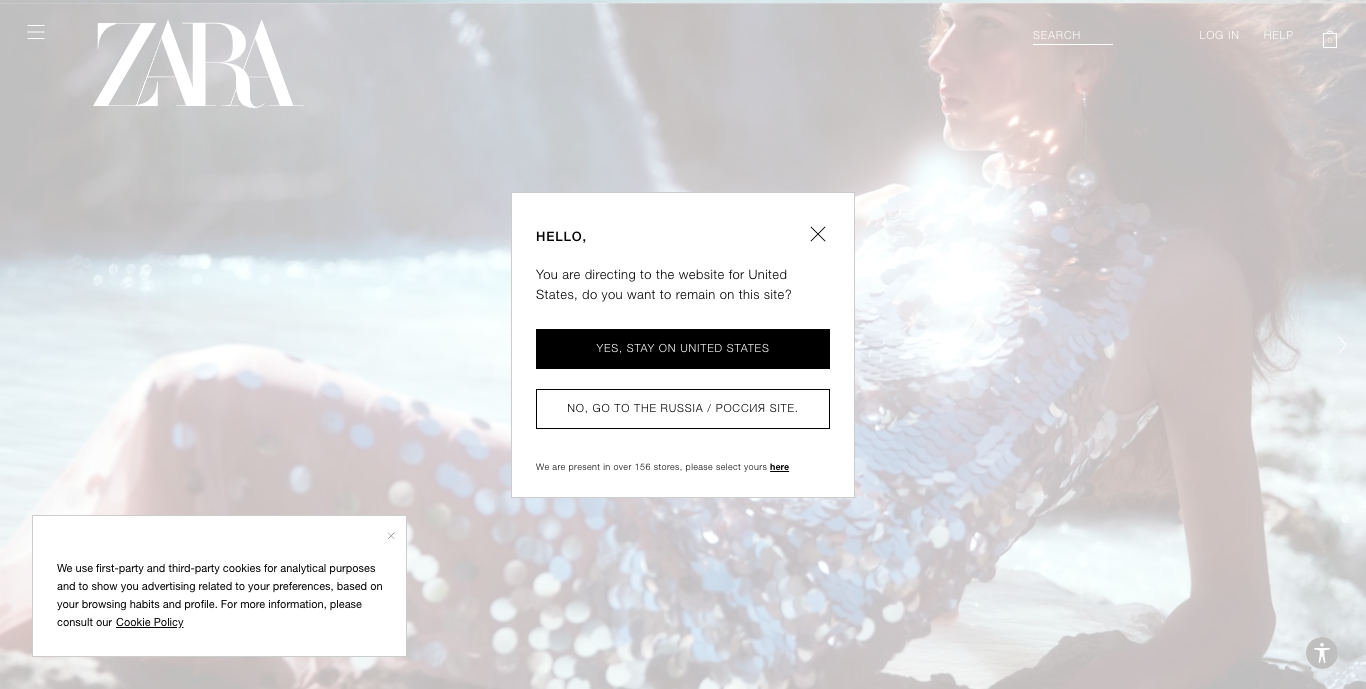 ZARA
SEARCH
LOG IN
HELP
0
HELLO,
You are directing to the website for United
States, do you want to remain on this site?
YES, STAY ON UNITED STATES
NO, GO TO THE RUSSIA / РОССИЯ SITE.
We are present in over 156 stores, please select yours here
We use first-party and third-party cookies for analytical purposes
and to show you advertising related to your preferences, based on
your browsing habits and profile. For more information, please
consult our Cookie Policy